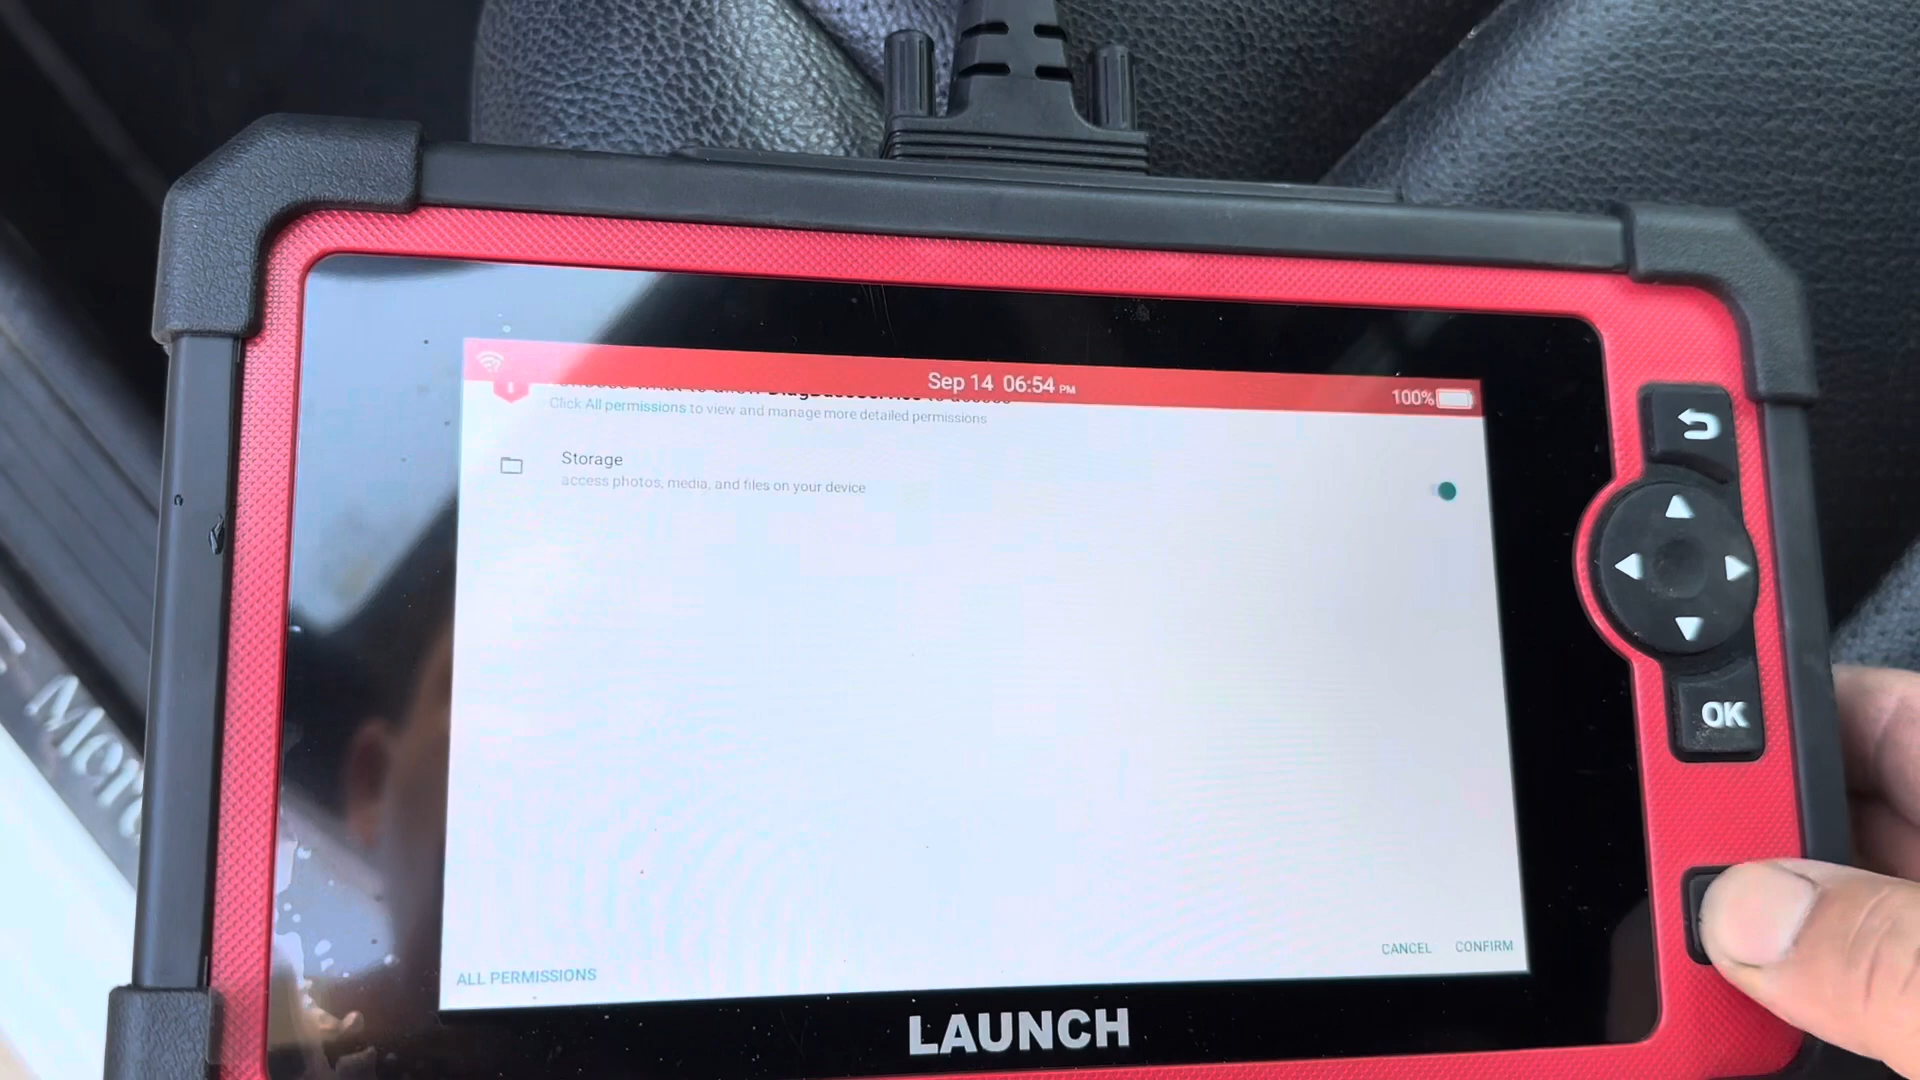 Sep 14 06:54 PM
100%
Click All permissions to view and manage more detailed permissions
Storage
access photos, media, and files on your device
CANCEL CONFIRM
ALL PERMISSIONS
LAUNCH
OK